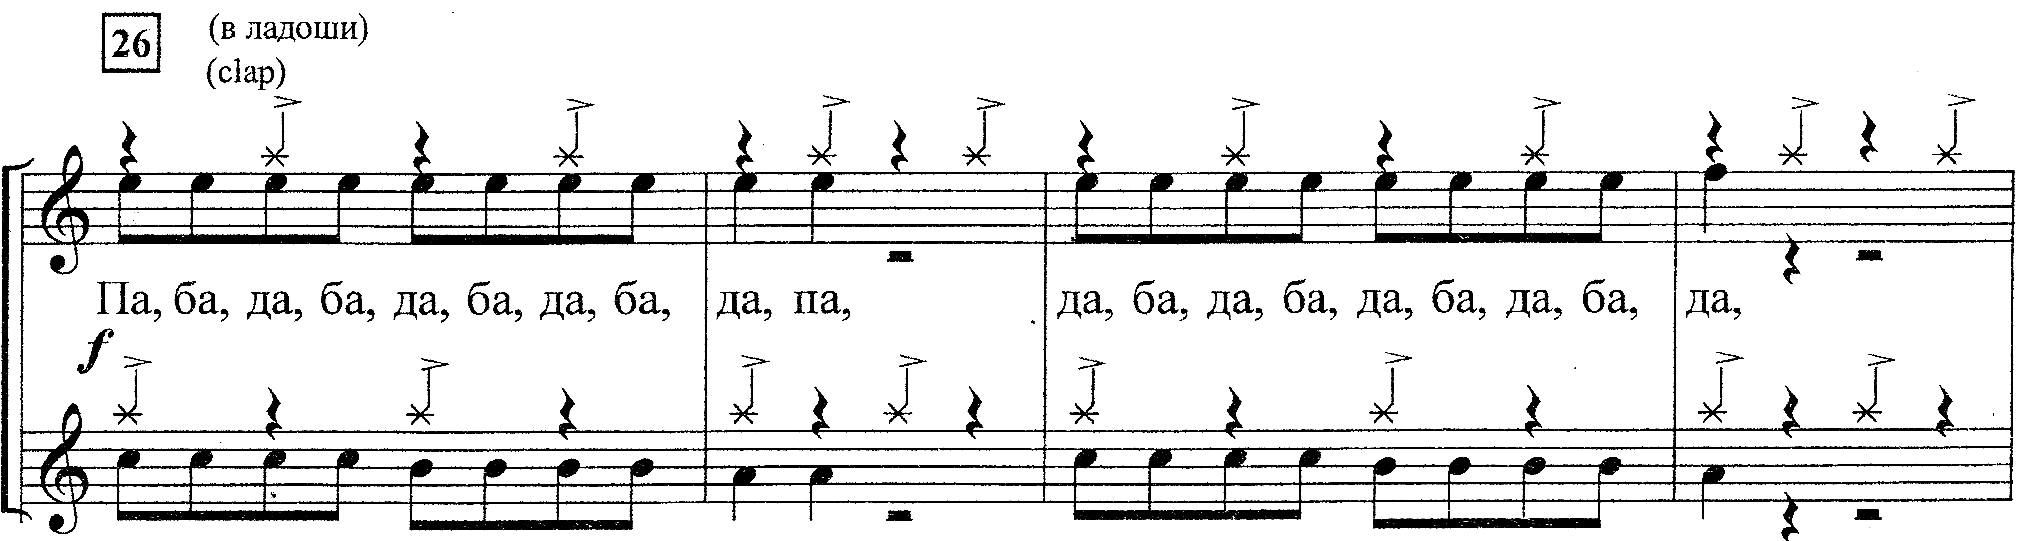 26 (в ладоши)
(clap)
Па, ба, да, ба, да, ба, да, ба, да, па, да, ба, да, ба, да, ба, да, ба, да,
f